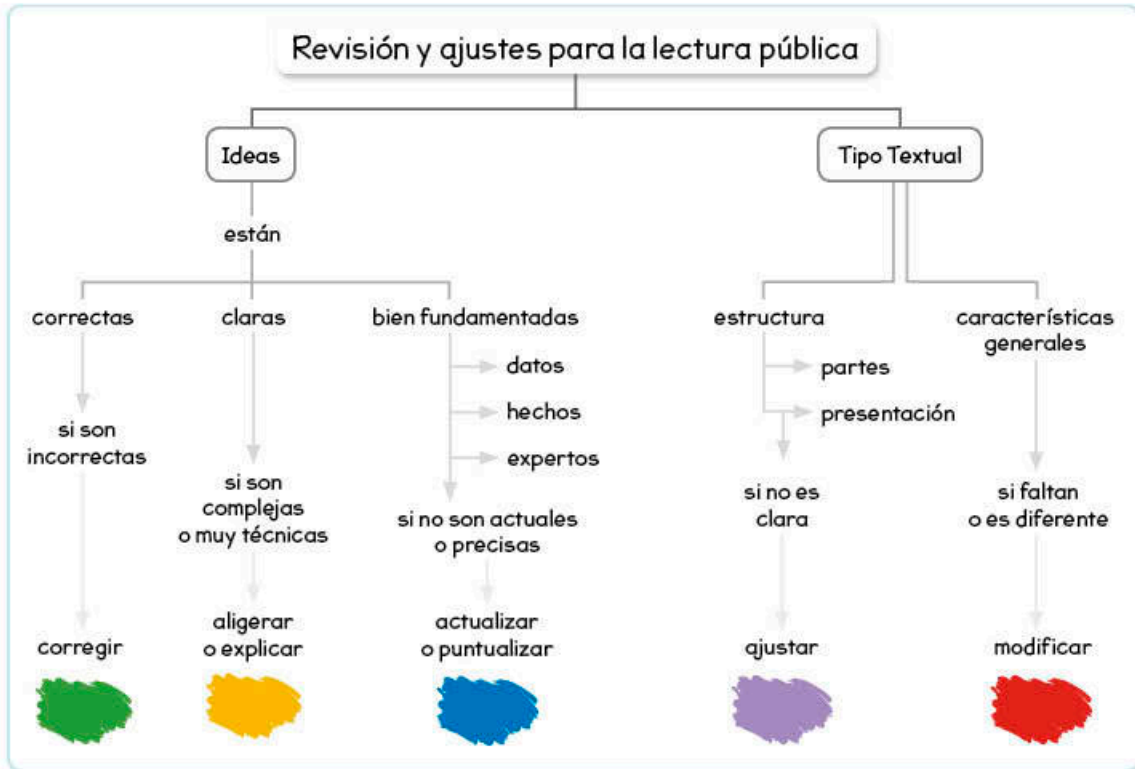 Revisión y ajustes para la lectura pública
Ideas
Tipo Textual
están
correctas
claras
bien fundamentadas
estructura
características
generales
datos
hechos
expertos
partes
presentación
si son
incorrectas
si son
complejas
o muy técnicas
si no son actuales
o precisas
si no es
clara
si faltan
o es diferente
corregir
aligerar
o explicar
actualizar
o puntualizar
ajustar
modificar